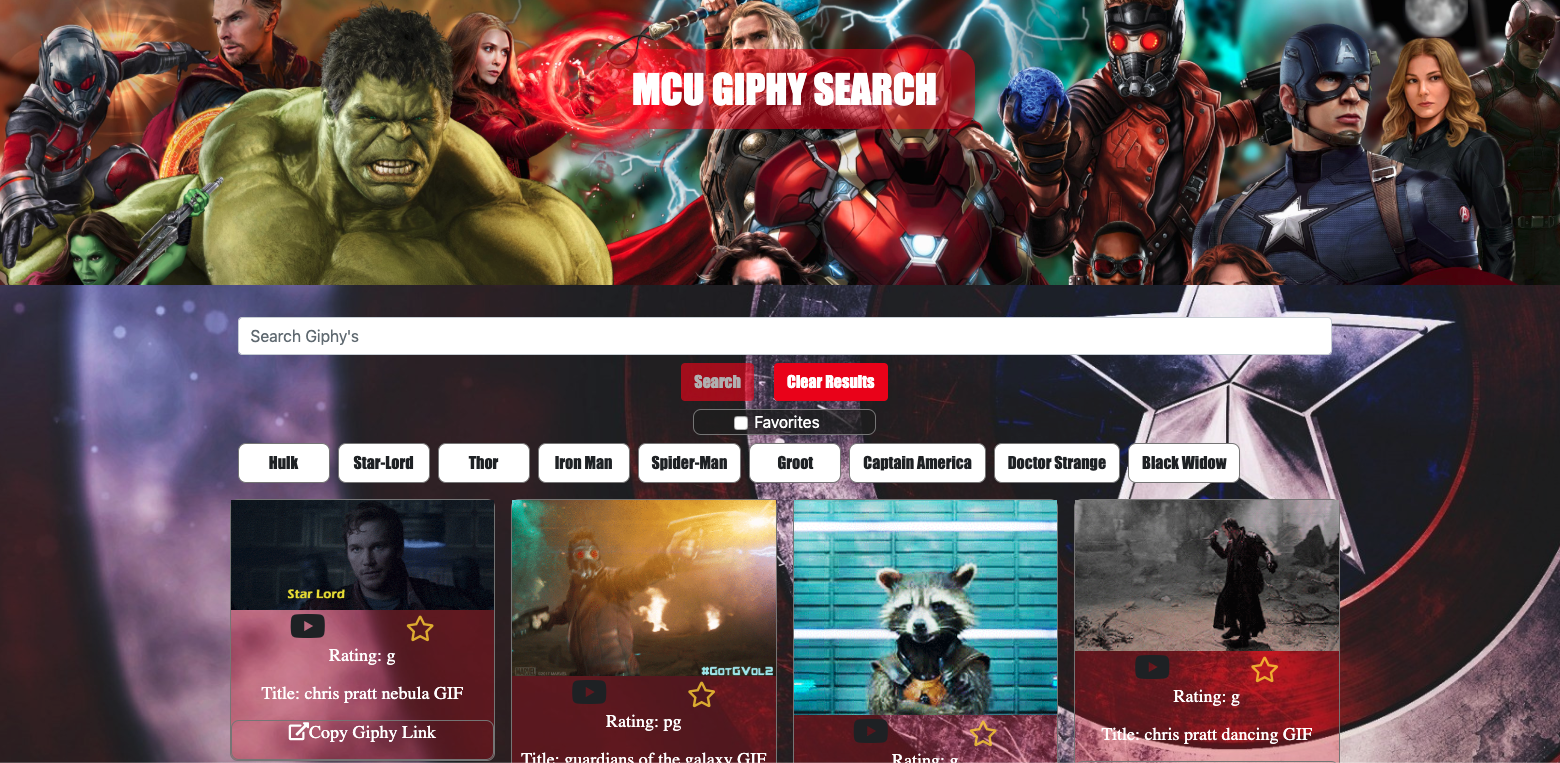 MCU GIPHY SEARCH
Search Giphy's
Search Clear Results
Favorites
Hulk Star-Lord Thor Iron Man Spider-Man Groot Captain America Doctor Strange Black Widow
Star Lord
Rating: g
Title: chris pratt nebula GIF
Copy Giphy Link
#GOTGVOL2
Rating: pg
Title: guardians of the galaxy GIF
Rating: g
Rating: g
Title: chris pratt dancing GIF